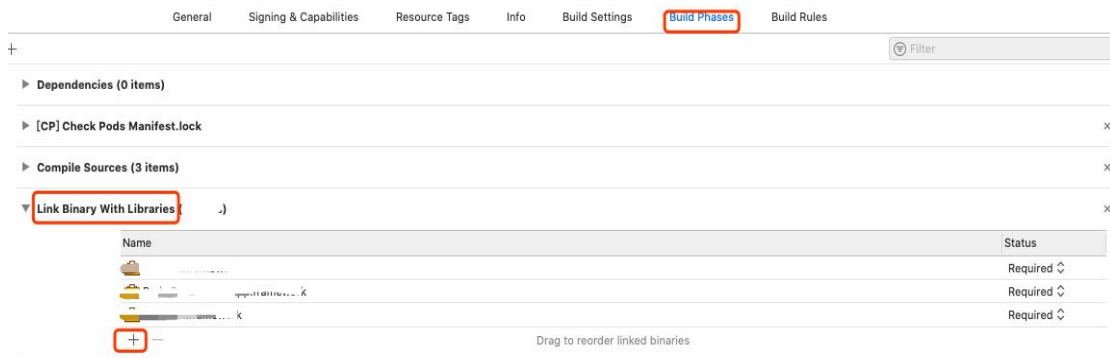 General Signing & Capabilities Resource Tags Info Build Settings Build Phases Build Rules
+ Filter
Dependencies (0 items)
[CP] Check Pods Manifest.lock ×
Compile Sources (3 items) ×
Link Binary With Libraries ( ) ×
Name Status
Required
Required
Required
+ − Drag to reorder linked binaries